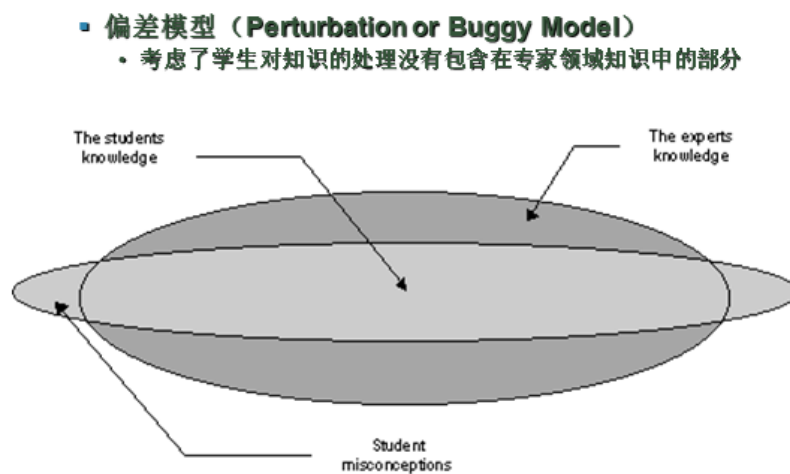 偏差模型（Perturbation or Buggy Model）
考虑了学生对知识的处理没有包含在专家领域知识中的部分
The students
knowledge
The experts
knowledge
Student
misconceptions